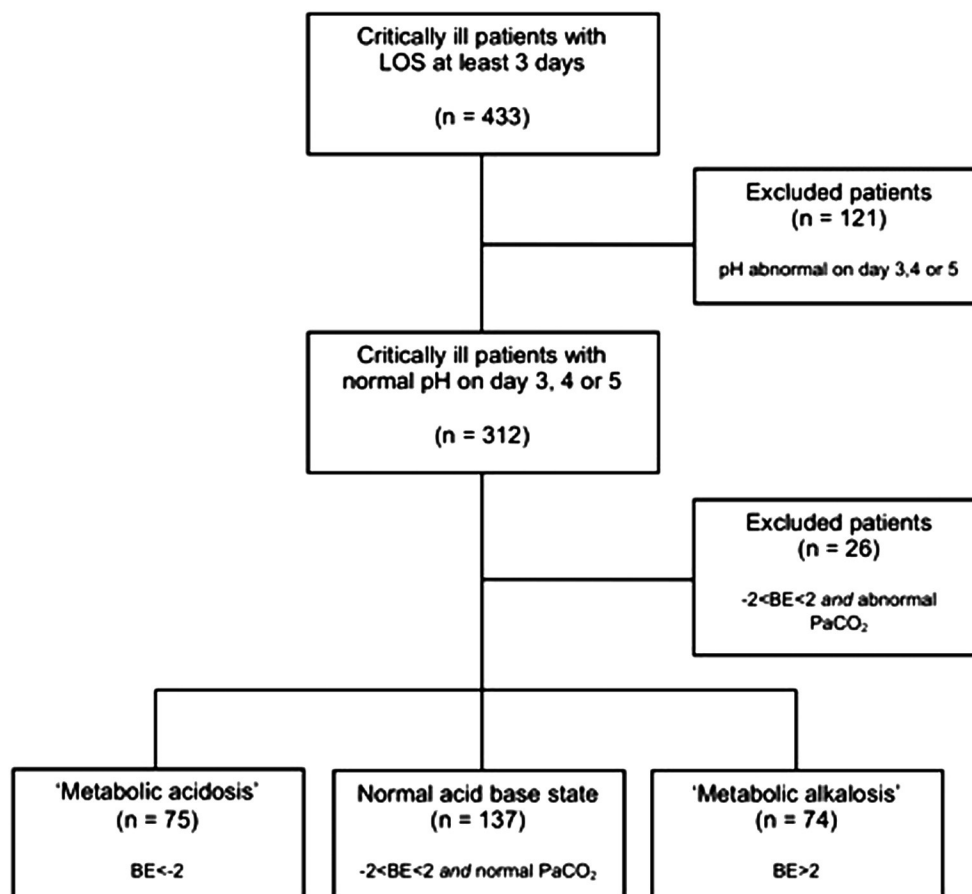 Critically ill patients with
LOS at least 3 days
(n = 433)
Excluded patients
(n = 121)
pH abnormal on day 3,4 or 5
Critically ill patients with
normal pH on day 3, 4 or 5
(n = 312)
Excluded patients
(n = 26)
-2<BE<2 and abnormal
PaCO₂
'Metabolic acidosis'
(n = 75)
BE<-2
Normal acid base state
(n = 137)
-2<BE<2 and normal PaCO₂
'Metabolic alkalosis'
(n = 74)
BE>2